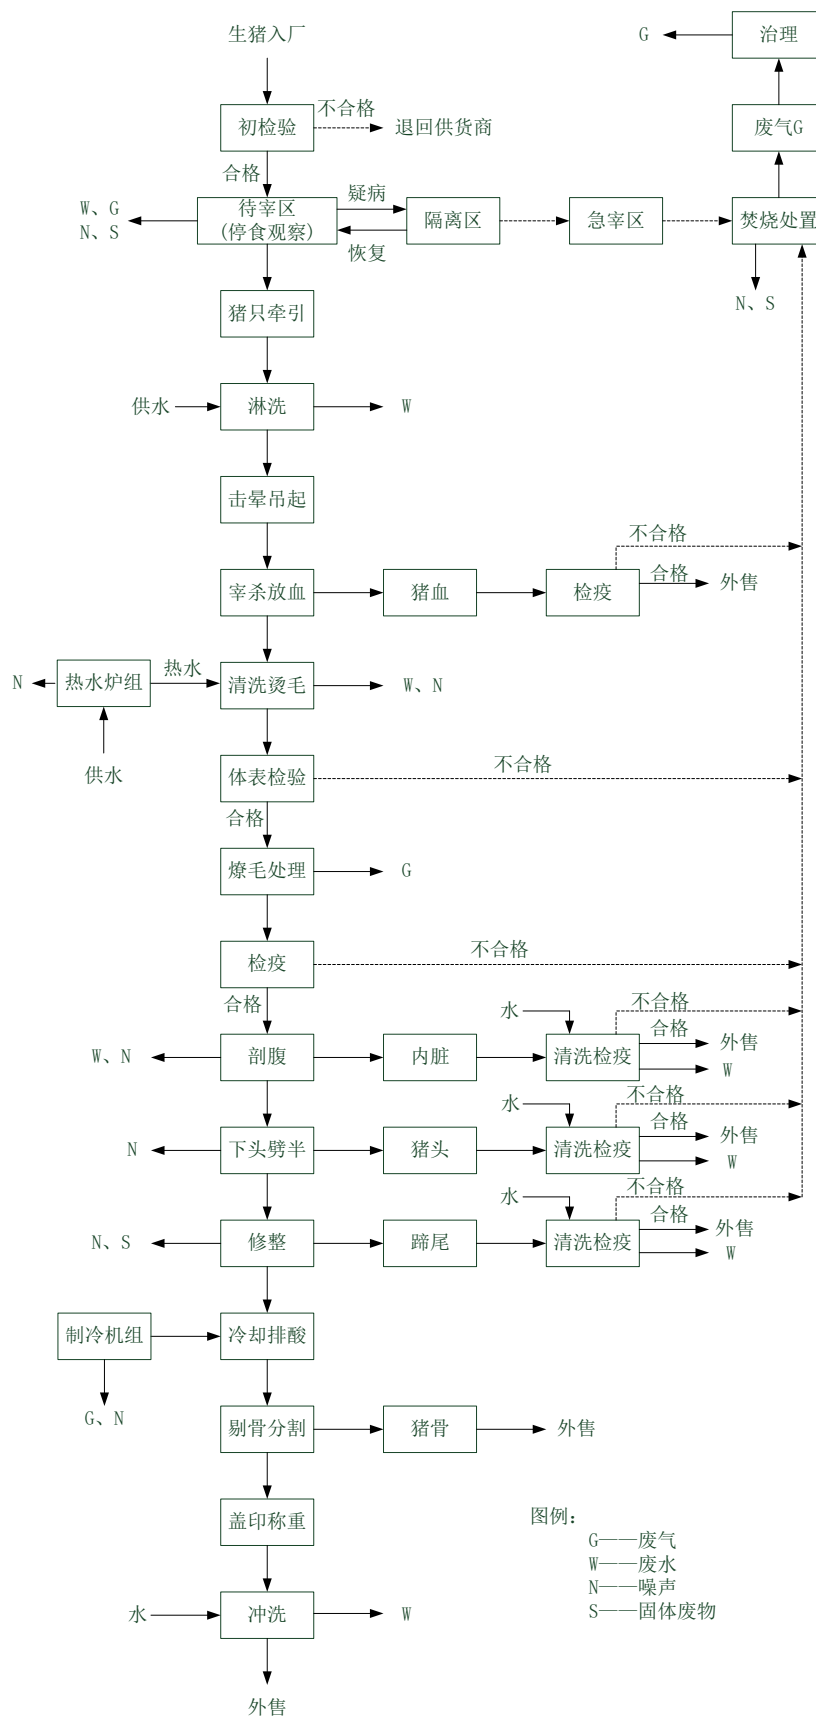 生猪入厂
G
治理
初检验
不合格
退回供货商
废气G
合格
W、G
N、S
待宰区
(停食观察)
疑病
恢复
隔离区
急宰区
焚烧处置
N、S
猪只牵引
供水
淋洗
W
击晕吊起
不合格
宰杀放血
猪血
检疫
合格
外售
N
热水炉组
热水
清洗烫毛
W、N
供水
体表检验
不合格
合格
燎毛处理
G
检疫
不合格
合格
水
不合格
W、N
剖腹
内脏
清洗检疫
合格
外售
W
水
不合格
N
下头劈半
猪头
清洗检疫
合格
外售
W
水
不合格
N、S
修整
蹄尾
清洗检疫
合格
外售
W
制冷机组
冷却排酸
G、N
剔骨分割
猪骨
外售
盖印称重
图例:
G——废气
W——废水
N——噪声
S——固体废物
水
冲洗
W
外售